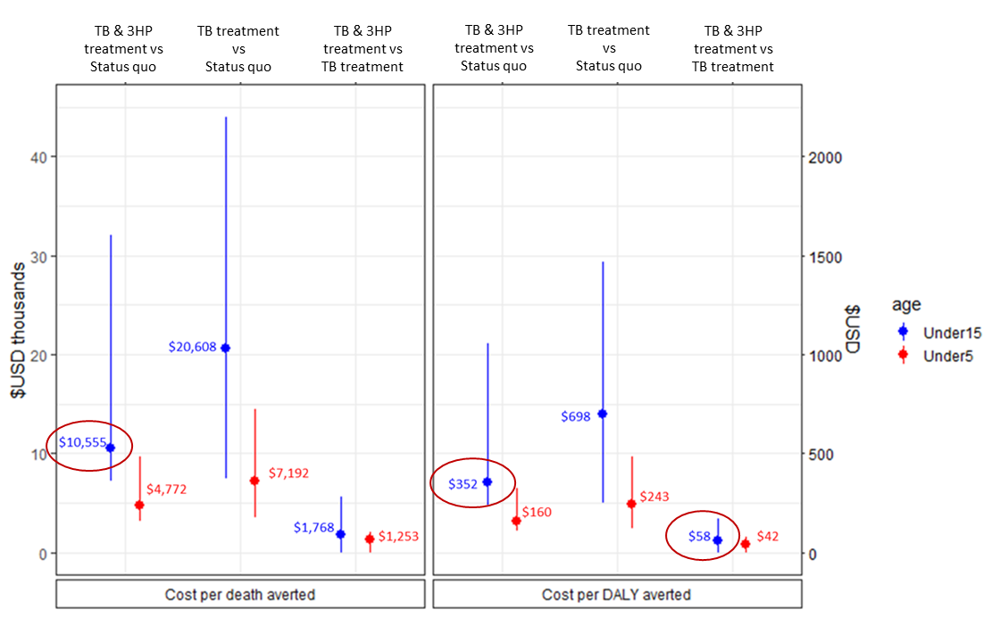 TB & 3HP
treatment vs
Status quo
TB treatment
vs
Status quo
TB & 3HP
treatment vs
TB treatment
TB & 3HP
treatment vs
Status quo
TB treatment
vs
Status quo
TB & 3HP
treatment vs
TB treatment
$USD thousands
40
30
20
10
0
$10,555
$4,772
$20,608
$7,192
$1,768
$1,253
$352
$160
$698
$243
$58
$42
2000
1500
1000
500
0
$USD
age
Under15
Under5
Cost per death averted
Cost per DALY averted